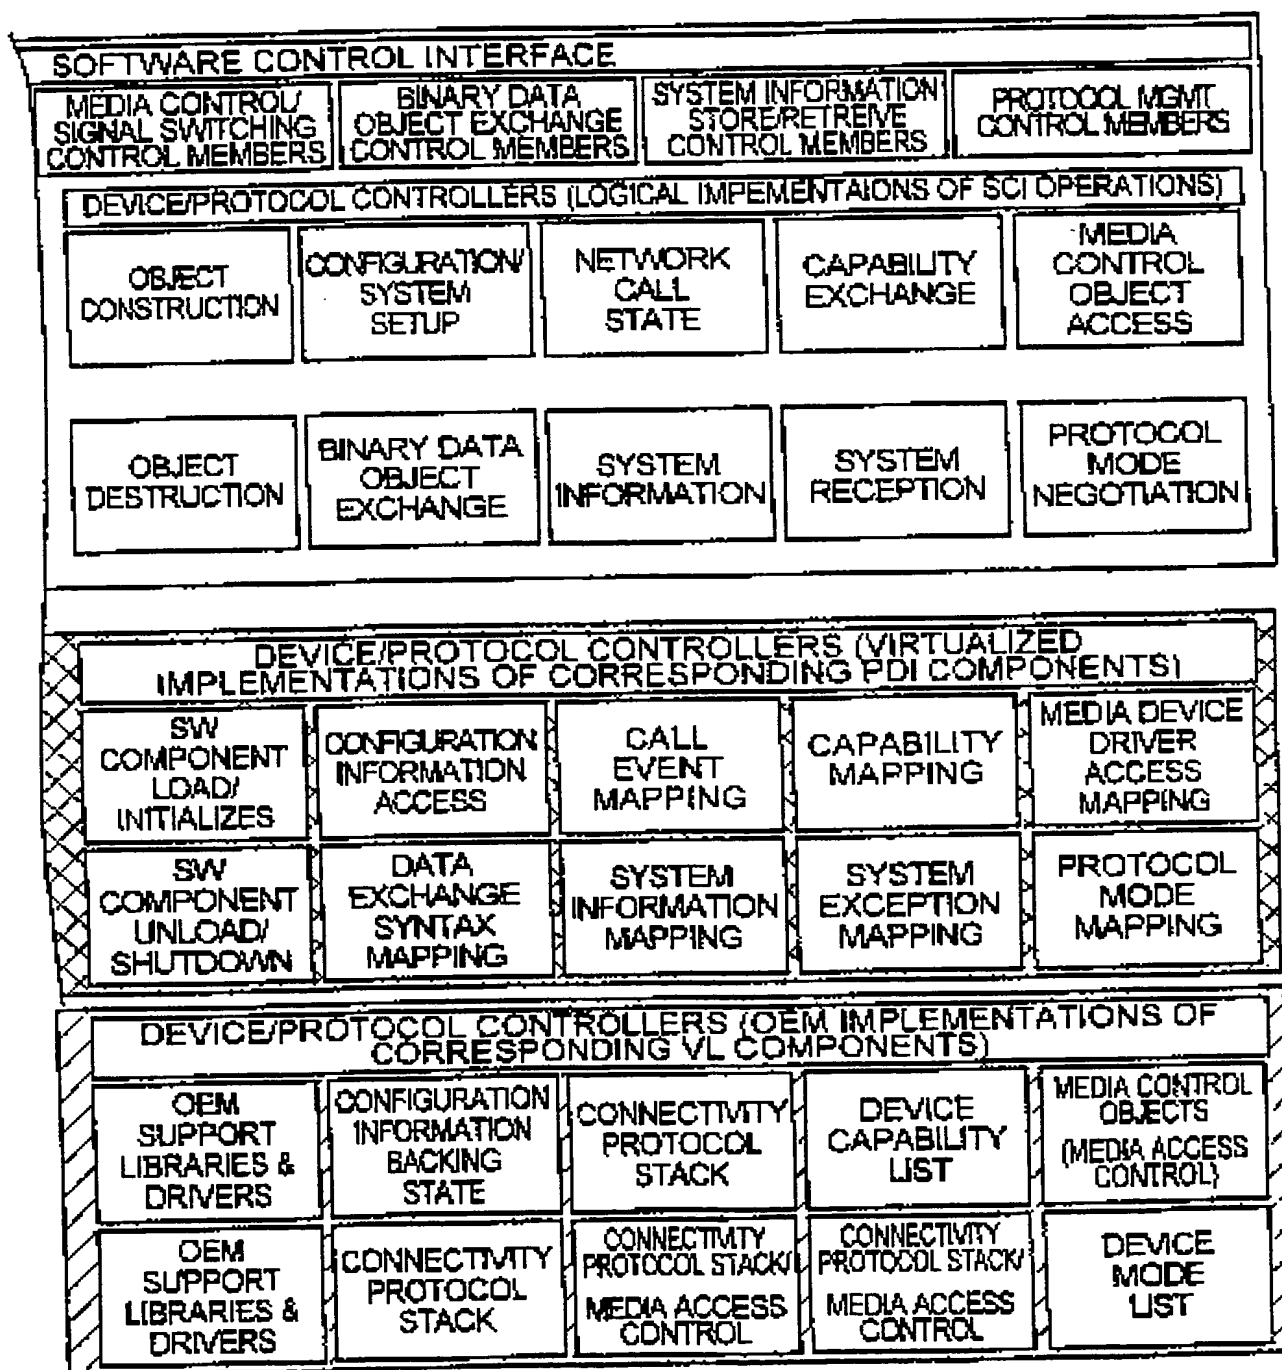 SOFTWARE CONTROL INTERFACE
MEDIA CONTROL/
SIGNAL SWITCHING
CONTROL MEMBERS
BINARY DATA
OBJECT EXCHANGE
CONTROL MEMBERS
SYSTEM INFORMATION
STORE/RETREIVE
CONTROL MEMBERS
PROTOCOL MGMT
CONTROL MEMBERS
DEVICE/PROTOCOL CONTROLLERS (LOGICAL IMPEMENTAIONS OF SCI OPERATIONS)
OBJECT
CONSTRUCTION
CONFIGURATION/
SYSTEM
SETUP
NETWORK
CALL
STATE
CAPABILITY
EXCHANGE
MEDIA
CONTROL
OBJECT
ACCESS
OBJECT
DESTRUCTION
BINARY DATA
OBJECT
EXCHANGE
SYSTEM
INFORMATION
SYSTEM
RECEPTION
PROTOCOL
MODE
NEGOTIATION
DEVICE/PROTOCOL CONTROLLERS (VIRTUALIZED
IMPLEMENTATIONS OF CORRESPONDING PDI COMPONENTS)
SW
COMPONENT
LOAD/
INITIALIZES
CONFIGURATION
INFORMATION
ACCESS
CALL
EVENT
MAPPING
CAPABILITY
MAPPING
MEDIA DEVICE
DRIVER
ACCESS
MAPPING
SW
COMPONENT
UNLOAD/
SHUTDOWN
DATA
EXCHANGE
SYNTAX
MAPPING
SYSTEM
INFORMATION
MAPPING
SYSTEM
EXCEPTION
MAPPING
PROTOCOL
MODE
MAPPING
DEVICE/PROTOCOL CONTROLLERS (OEM IMPLEMENTATIONS OF
CORRESPONDING VL COMPONENTS)
OEM
SUPPORT
LIBRARIES &
DRIVERS
CONFIGURATION
INFORMATION
BACKING
STATE
CONNECTIVITY
PROTOCOL
STACK
DEVICE
CAPABILITY
LIST
MEDIA CONTROL
OBJECTS
(MEDIA ACCESS
CONTROL)
OEM
SUPPORT
LIBRARIES &
DRIVERS
CONNECTIVITY
PROTOCOL
STACK
CONNECTIVITY
PROTOCOL STACK/
MEDIA ACCESS
CONTROL
CONNECTIVITY
PROTOCOL STACK/
MEDIA ACCESS
CONTROL
DEVICE
MODE
LIST